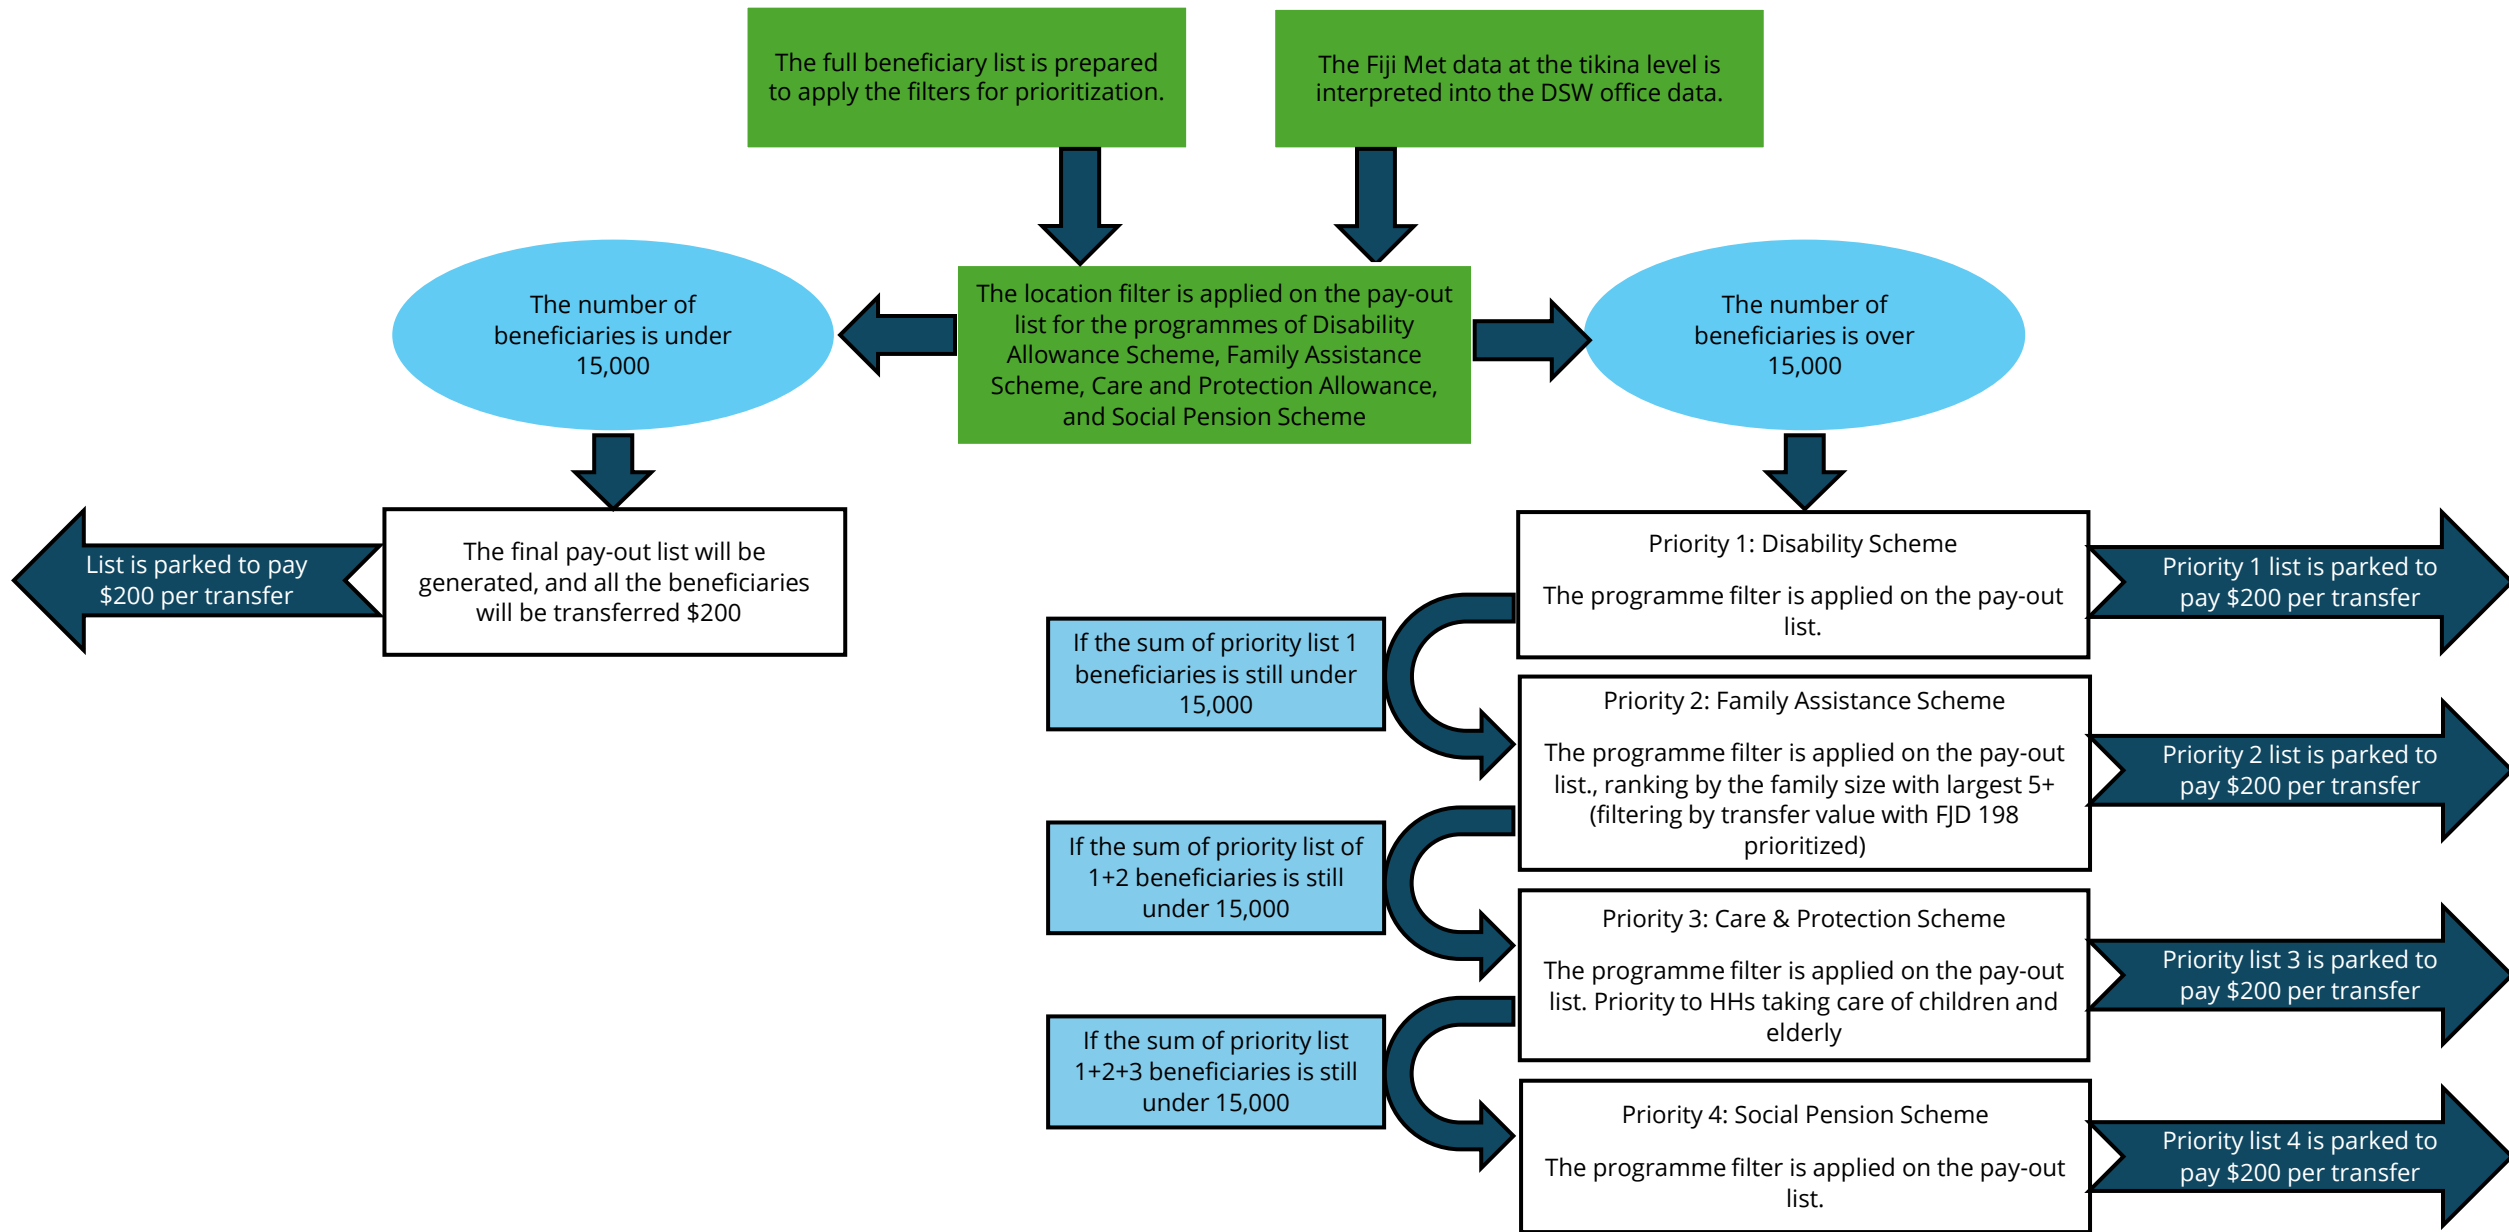 The full beneficiary list is prepared
to apply the filters for prioritization.
The Fiji Met data at the tikina level is
interpreted into the DSW office data.
The number of
beneficiaries is under
15,000
The location filter is applied on the pay-out
list for the programmes of Disability
Allowance Scheme, Family Assistance
Scheme, Care and Protection Allowance,
and Social Pension Scheme
The number of
beneficiaries is over
15,000
List is parked to pay
$200 per transfer
The final pay-out list will be
generated, and all the beneficiaries
will be transferred $200
Priority 1: Disability Scheme
The programme filter is applied on the pay-out
list.
Priority 1 list is parked to
pay $200 per transfer
If the sum of priority list 1
beneficiaries is still under
15,000
Priority 2: Family Assistance Scheme
The programme filter is applied on the pay-out
list., ranking by the family size with largest 5+
(filtering by transfer value with FJD 198
prioritized)
Priority 2 list is parked to
pay $200 per transfer
If the sum of priority list of
1+2 beneficiaries is still
under 15,000
Priority 3: Care & Protection Scheme
The programme filter is applied on the pay-out
list. Priority to HHs taking care of children and
elderly
Priority list 3 is parked to
pay $200 per transfer
If the sum of priority list
1+2+3 beneficiaries is still
under 15,000
Priority 4: Social Pension Scheme
The programme filter is applied on the pay-out
list.
Priority list 4 is parked to
pay $200 per transfer